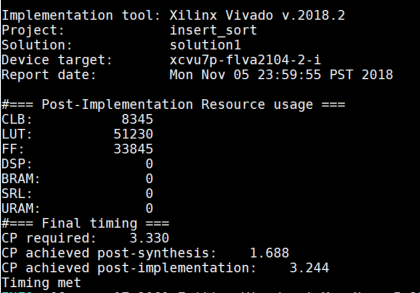 Implementation tool: Xilinx Vivado v.2018.2
Project:             insert_sort
Solution:            solution1
Device target:       xcvu7p-flva2104-2-i
Report date:         Mon Nov 05 23:59:55 PST 2018

#=== Post-Implementation Resource usage ===
CLB:           8345
LUT:          51230
FF:           33845
DSP:              0
BRAM:             0
SRL:              0
URAM:             0
#=== Final timing ===
CP required:    3.330
CP achieved post-synthesis:    1.688
CP achieved post-implementation:    3.244
Timing met